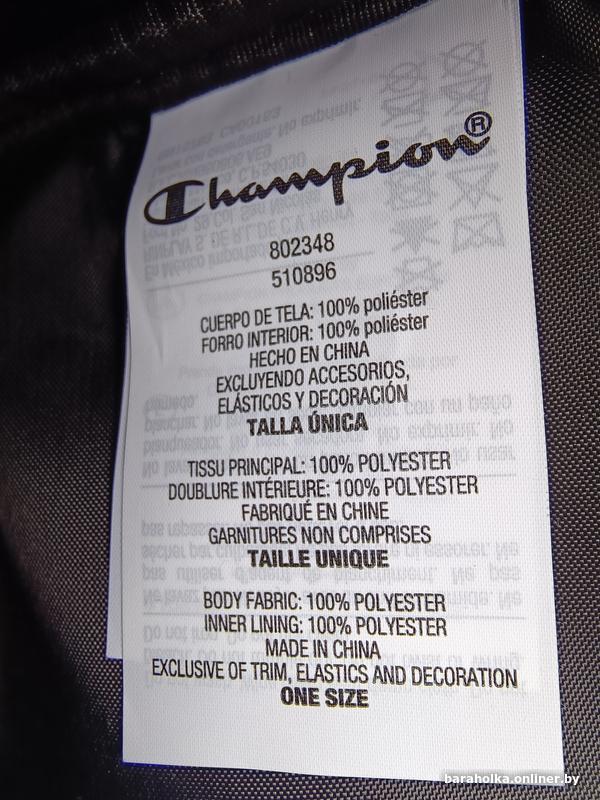 Champion®
802348
510896
CUERPO DE TELA: 100% poliéster
FORRO INTERIOR: 100% poliéster
HECHO EN CHINA
EXCLUYENDO ACCESORIOS,
ELÁSTICOS Y DECORACIÓN
TALLA ÚNICA
TISSU PRINCIPAL: 100% POLYESTER
DOUBLURE INTÉRIEURE: 100% POLYESTER
FABRIQUÉ EN CHINE
GARNITURES NON COMPRISES
TAILLE UNIQUE
BODY FABRIC: 100% POLYESTER
INNER LINING: 100% POLYESTER
MADE IN CHINA
EXCLUSIVE OF TRIM, ELASTICS AND DECORATION
ONE SIZE
baraholka.onliner.by